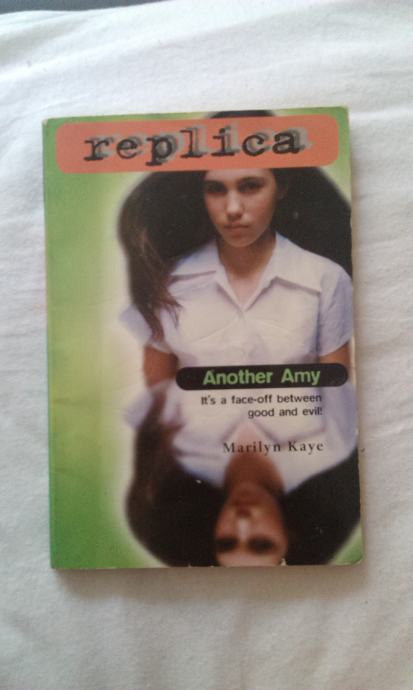 replica
Another Amy
It's a face-off between
good and evil!
Marilyn Kaye